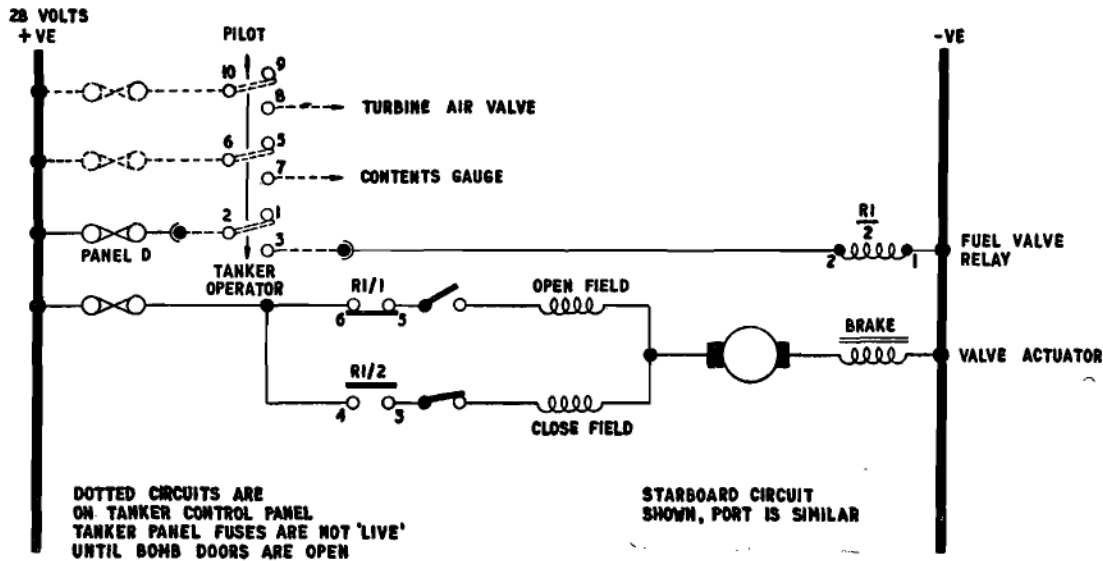 28 VOLTS
+VE
PILOT
-VE
10 9
8 TURBINE AIR VALVE
6 5
7 CONTENTS GAUGE
2 1
3
PANEL D
TANKER
OPERATOR
R1
2
2 1
FUEL VALVE
RELAY
R1/1
6 5
OPEN FIELD
BRAKE
VALVE ACTUATOR
R1/2
4 3
CLOSE FIELD
DOTTED CIRCUITS ARE
ON TANKER CONTROL PANEL
TANKER PANEL FUSES ARE NOT 'LIVE'
UNTIL BOMB DOORS ARE OPEN
STARBOARD CIRCUIT
SHOWN, PORT IS SIMILAR